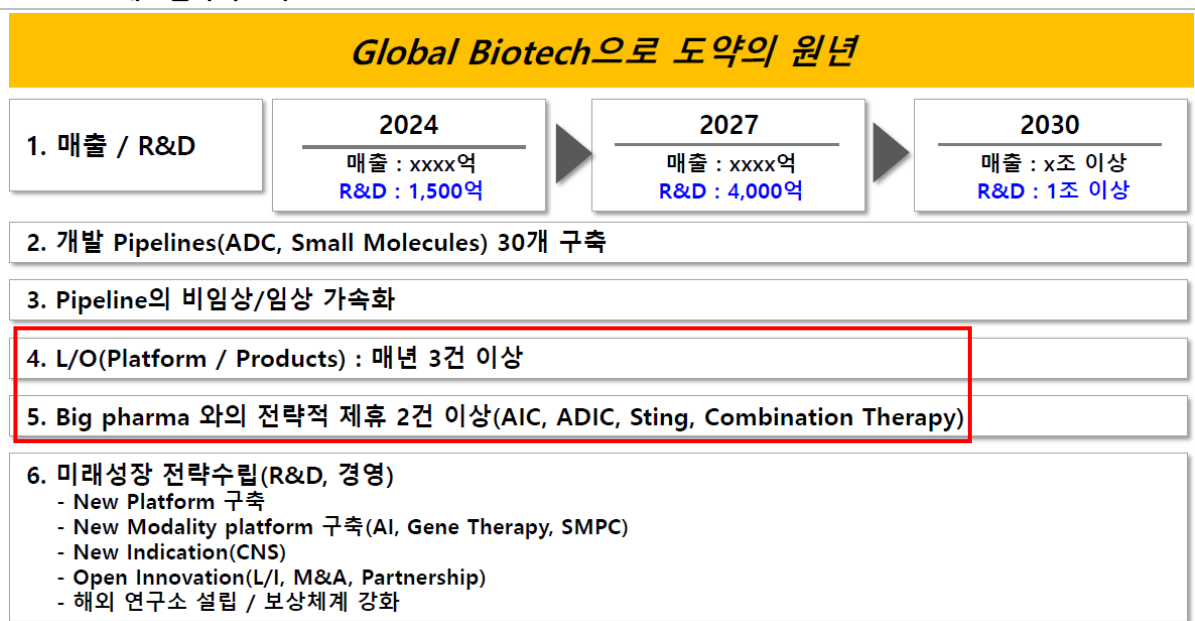 Global Biotech으로 도약의 원년
1. 매출 / R&D
2024
매출 : xxxx억
R&D : 1,500억
2027
매출 : xxxx억
R&D : 4,000억
2030
매출 : x조 이상
R&D : 1조 이상
2. 개발 Pipelines(ADC, Small Molecules) 30개 구축
3. Pipeline의 비임상/임상 가속화
4. L/O(Platform / Products) : 매년 3건 이상
5. Big pharma 와의 전략적 제휴 2건 이상(AIC, ADIC, Sting, Combination Therapy)
6. 미래성장 전략수립(R&D, 경영)
- New Platform 구축
- New Modality platform 구축(AI, Gene Therapy, SMPC)
- New Indication(CNS)
- Open Innovation(L/I, M&A, Partnership)
- 해외 연구소 설립 / 보상체계 강화